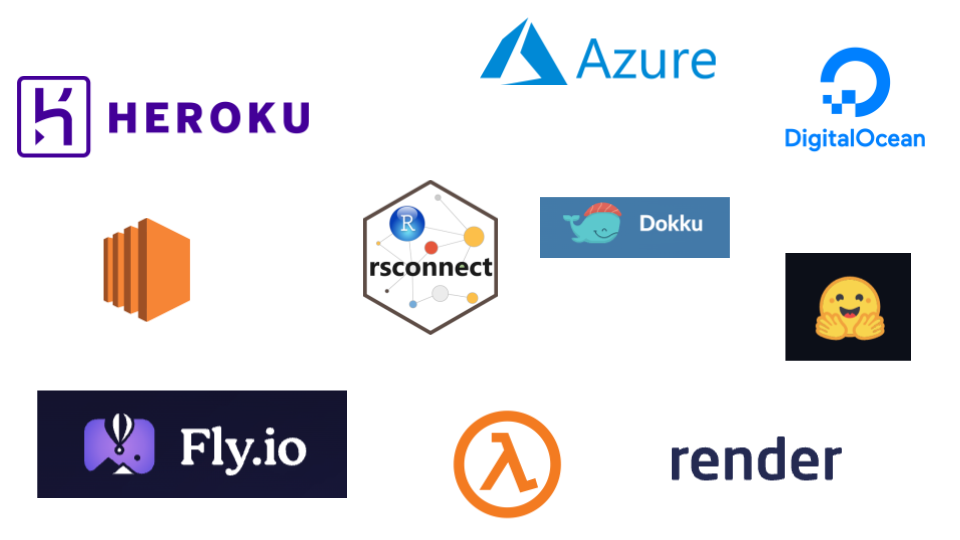 Azure
HEROKU
DigitalOcean
R
rsconnect
Dokku
Fly.io
λ
render